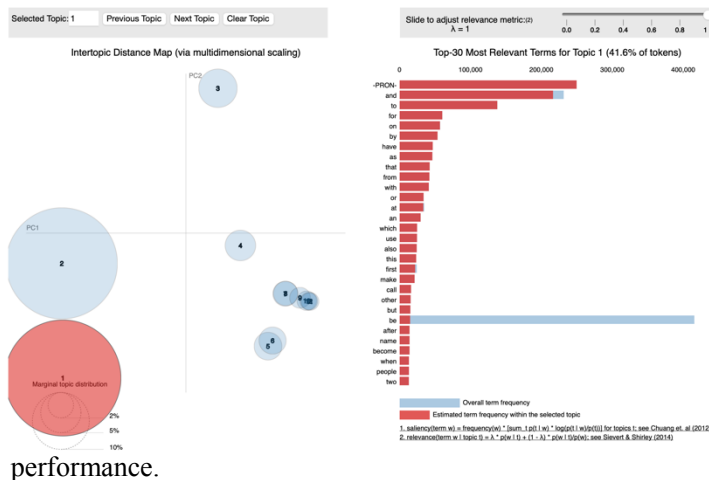 Selected Topic: 1 Previous Topic Next Topic Clear Topic
Slide to adjust relevance metric:(2)
λ = 1
0.0 0.2 0.4 0.6 0.8 1
Intertopic Distance Map (via multidimensional scaling)
PC2
PC1
3
4
2
6
5
1
Marginal topic distribution
2%
5%
10%
Top-30 Most Relevant Terms for Topic 1 (41.6% of tokens)
0 100,000 200,000 300,000 400,000
-PRON-
and
to
for
on
by
have
as
that
from
with
or
at
an
which
use
also
this
first
make
call
other
but
be
after
name
become
when
people
two
Overall term frequency
Estimated term frequency within the selected topic
1. saliency(term w) = frequency(w) * [sum_t p(t | w) * log(p(t | w)/p(t))] for topics t; see Chuang et. al (2012
2. relevance(term w | topic t) = λ * p(w | t) + (1 - λ) * p(w | t)/p(w); see Sievert & Shirley (2014)
performance.